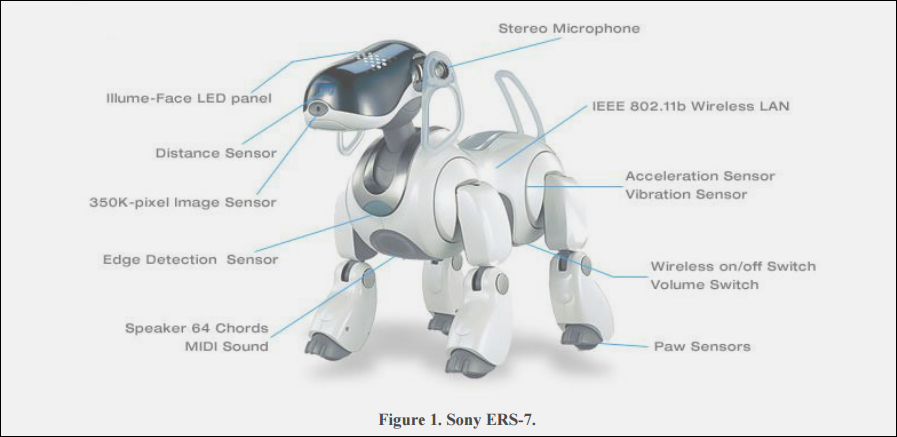 Stereo Microphone
Illume-Face LED panel
IEEE 802.11b Wireless LAN
Distance Sensor
Acceleration Sensor
Vibration Sensor
350K-pixel Image Sensor
Edge Detection Sensor
Wireless on/off Switch
Volume Switch
Speaker 64 Chords
MIDI Sound
Paw Sensors
Figure 1. Sony ERS-7.